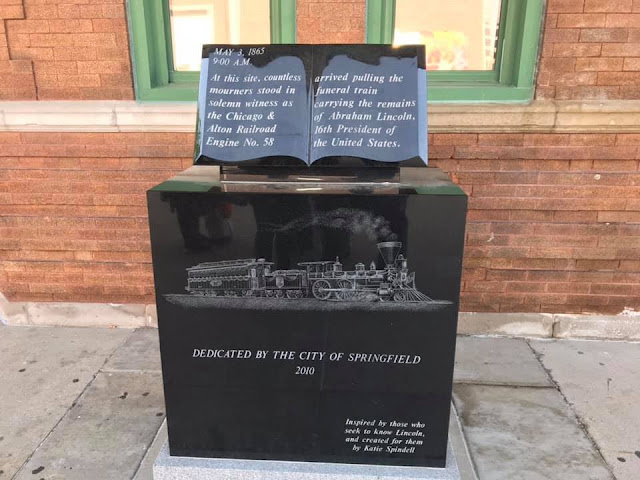 MAY 3, 1865
9:00 A.M.
At this site, countless
mourners stood in
solemn witness as
the Chicago &
Alton Railroad
Engine No. 58
arrived pulling the
funeral train
carrying the remains
of Abraham Lincoln,
16th President of
the United States.
DEDICATED BY THE CITY OF SPRINGFIELD
2010
Inspired by those who
seek to know Lincoln,
and created for them
by Katie Spindell